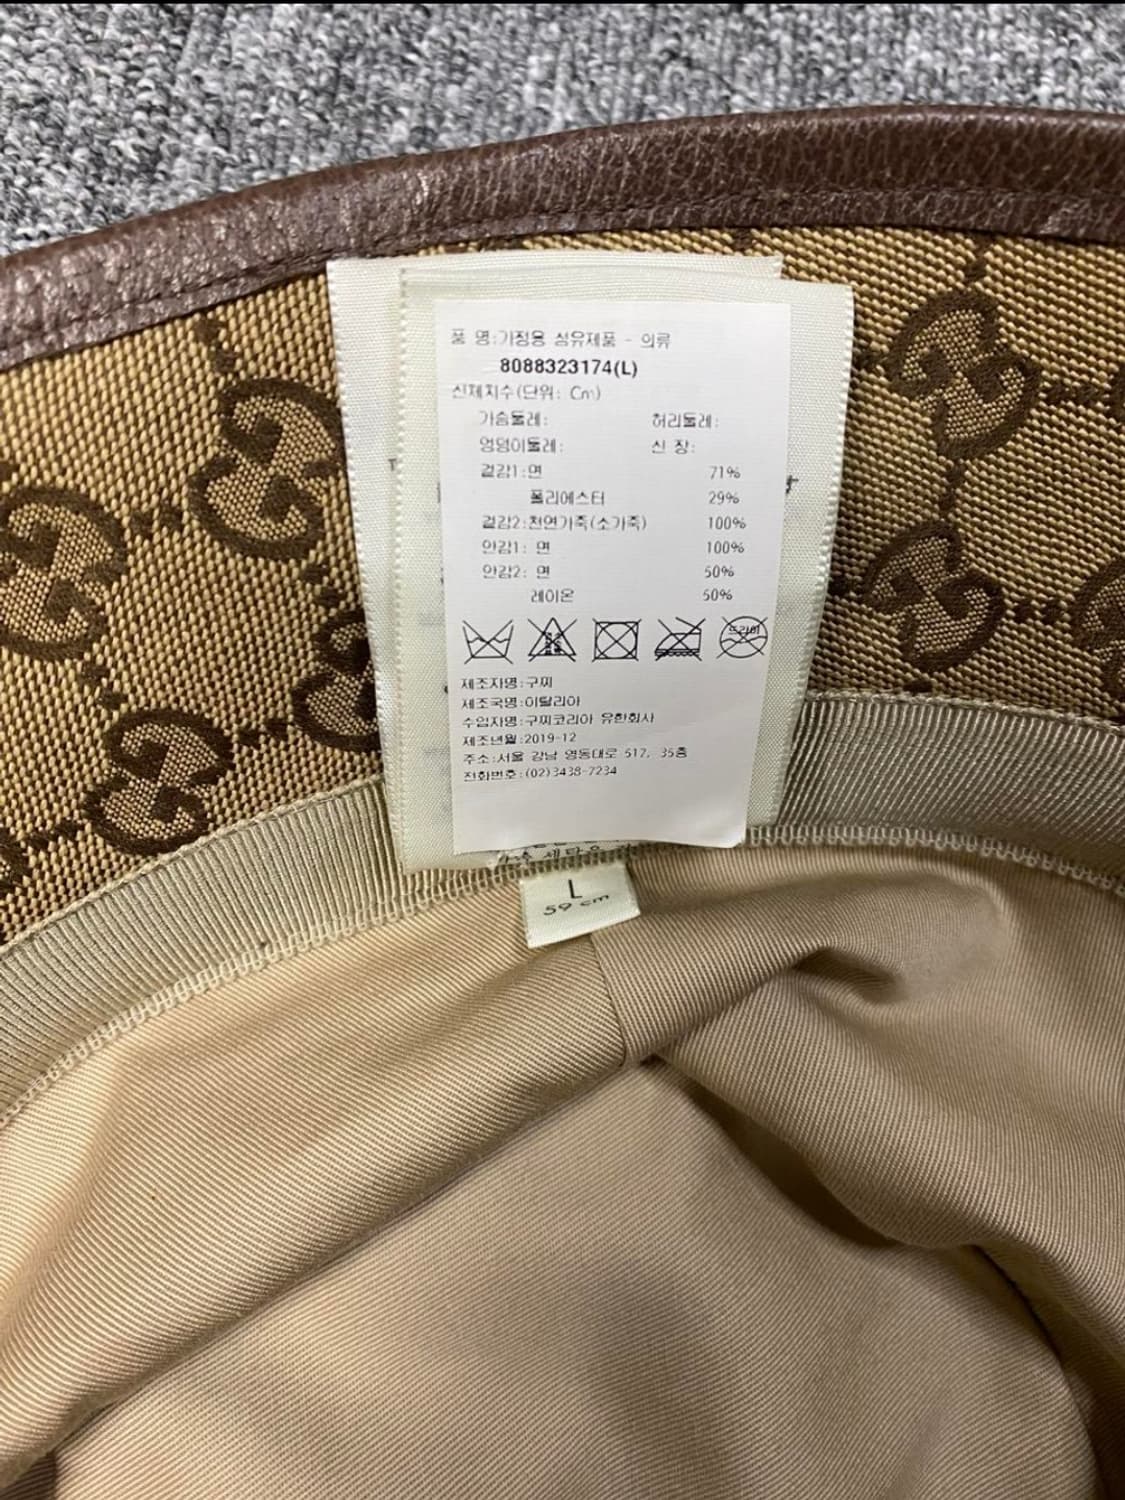 품 명:가정용 섬유제품 - 의류
8088323174(L)
신체치수(단위: Cm)
가슴둘레: 허리둘레:
엉덩이둘레: 신 장:
겉감1:면 71%
폴리에스터 29%
겉감2:천연가죽(소가죽) 100%
안감1: 면 100%
안감2: 면 50%
레이온 50%
드라이
제조자명:구찌
제조국명:이탈리아
수입자명:구찌코리아 유한회사
제조년월:2019-12
주소:서울 강남 영동대로 517, 35층
전화번호:(02)3438-7234
L
59 cm